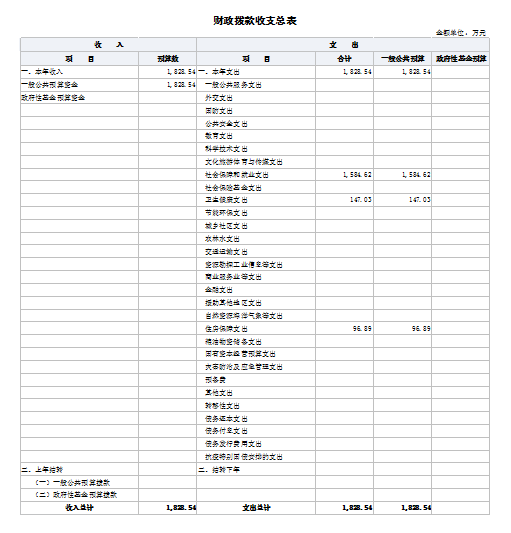 财政拨款收支总表
金额单位：万元
收　　入 支　　出
项　　目 预算数 项　　目 合计 一般公共预算 政府性基金预算
一、本年收入 1,828.54 一、本年支出 1,828.54 1,828.54
一般公共预算资金 1,828.54 一般公共服务支出
政府性基金预算资金 外交支出
国防支出
公共安全支出
教育支出
科学技术支出
文化旅游体育与传媒支出
社会保障和就业支出 1,584.62 1,584.62
社会保险基金支出
卫生健康支出 147.03 147.03
节能环保支出
城乡社区支出
农林水支出
交通运输支出
资源勘探工业信息等支出
商业服务业等支出
金融支出
援助其他地区支出
自然资源海洋气象等支出
住房保障支出 96.89 96.89
粮油物资储备支出
国有资本经营预算支出
灾害防治及应急管理支出
预备费
其他支出
转移性支出
债务还本支出
债务付息支出
债务发行费用支出
抗疫特别国债安排的支出
二、上年结转 二、结转下年
（一）一般公共预算拨款
（二）政府性基金预算拨款
收入总计 1,828.54 支出总计 1,828.54 1,828.54